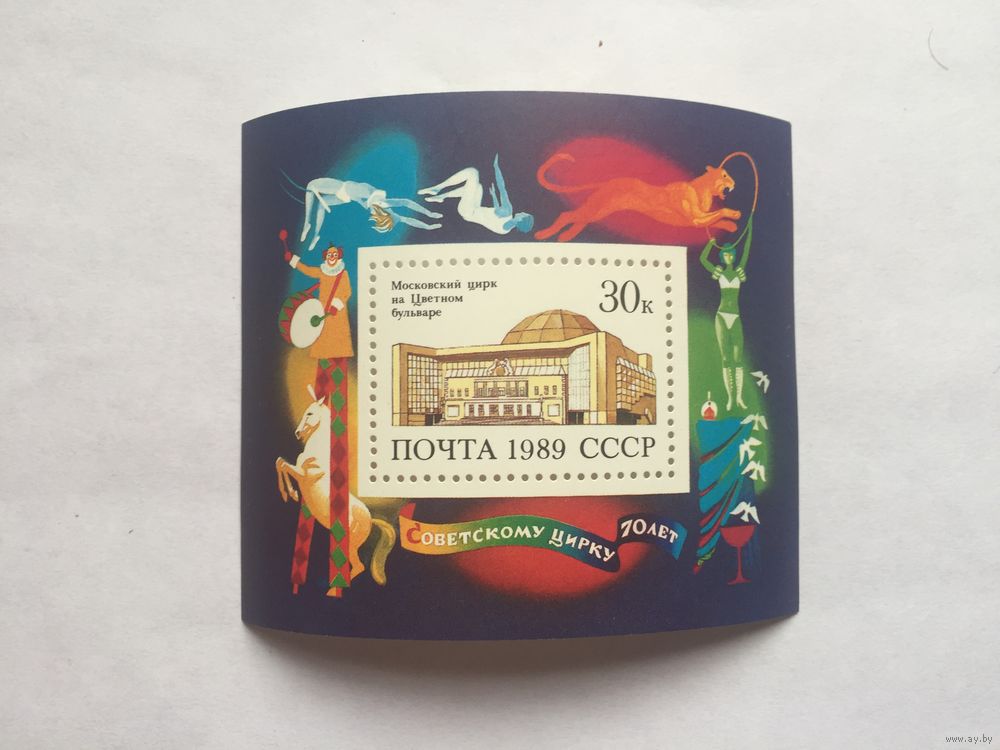 Московский цирк
на Цветном
бульваре
30к
ПОЧТА 1989 СССР
СОВЕТСКОМУ ЦИРКУ 70 ЛЕТ
www.ay.by